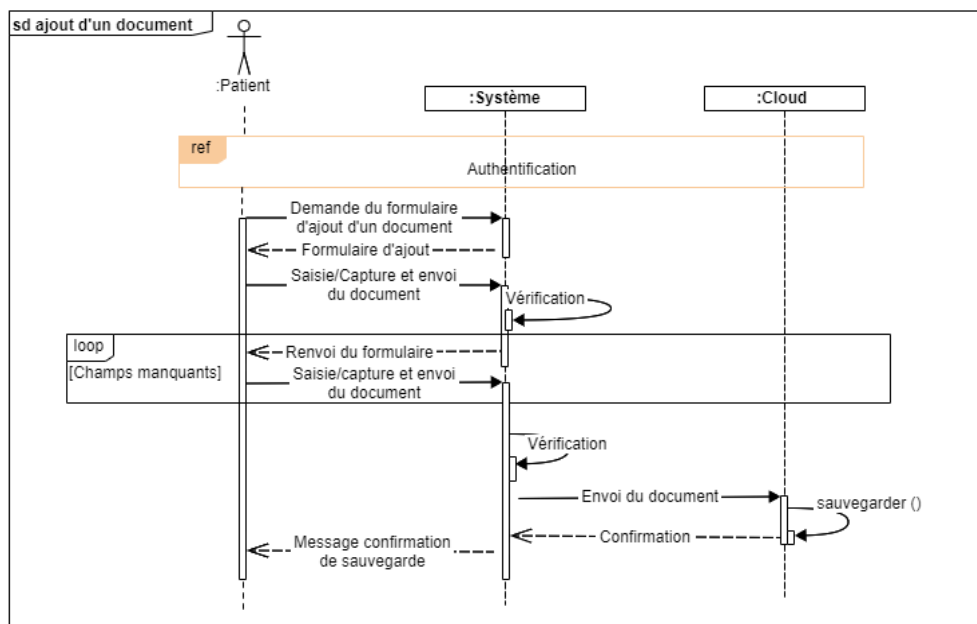 sd ajout d'un document
:Patient
:Système
:Cloud
ref
Authentification
Demande du formulaire
d'ajout d'un document
Formulaire d'ajout
Saisie/Capture et envoi
du document
Vérification
loop
Renvoi du formulaire
[Champs manquants]
Saisie/capture et envoi
du document
Vérification
Envoi du document
sauvegarder ()
Confirmation
Message confirmation
de sauvegarde